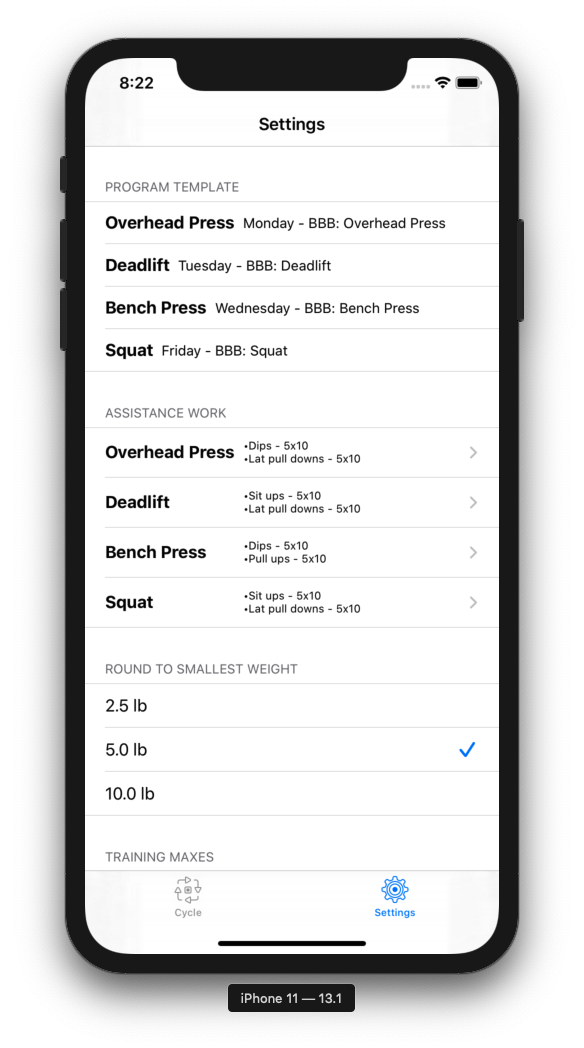 8:22
Settings
PROGRAM TEMPLATE
Overhead Press Monday - BBB: Overhead Press
Deadlift Tuesday - BBB: Deadlift
Bench Press Wednesday - BBB: Bench Press
Squat Friday - BBB: Squat
ASSISTANCE WORK
Overhead Press
•Dips - 5x10
•Lat pull downs - 5x10
Deadlift
•Sit ups - 5x10
•Lat pull downs - 5x10
Bench Press
•Dips - 5x10
•Pull ups - 5x10
Squat
•Sit ups - 5x10
•Lat pull downs - 5x10
ROUND TO SMALLEST WEIGHT
2.5 lb
5.0 lb
10.0 lb
TRAINING MAXES
Cycle
Settings
iPhone 11 — 13.1